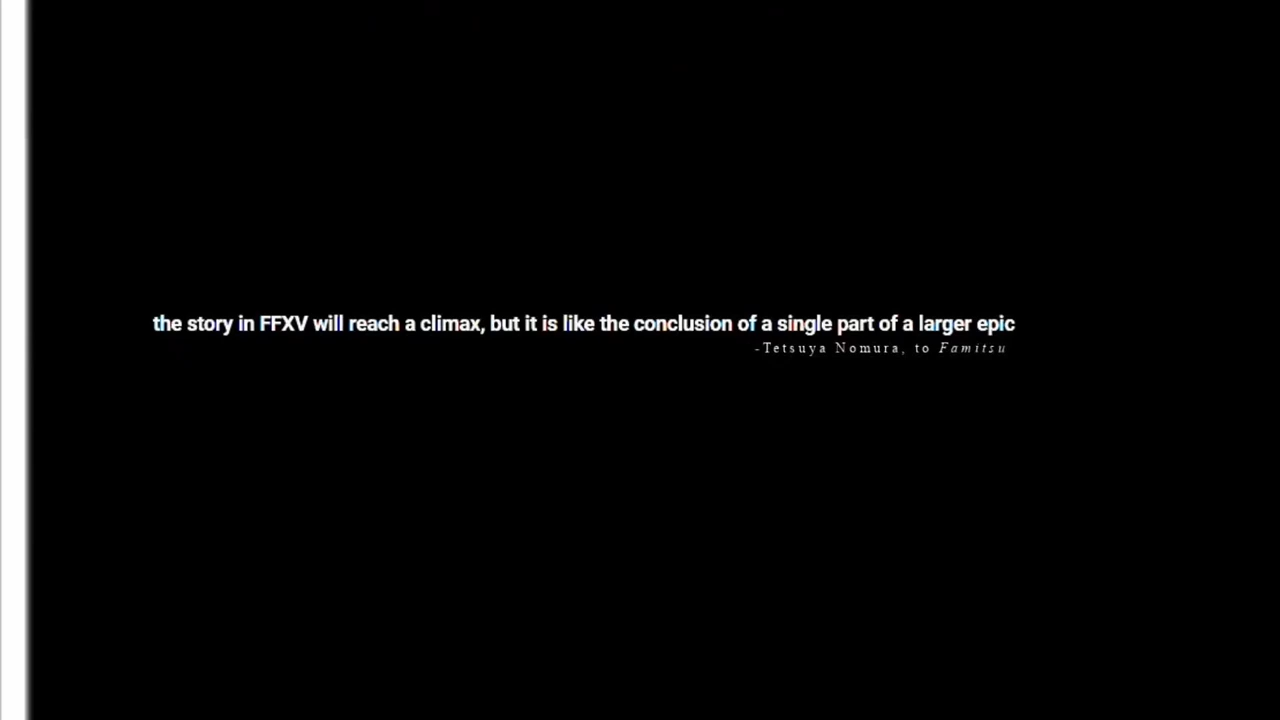 the story in FFXV will reach a climax, but it is like the conclusion of a single part of a larger epic
-Tetsuya Nomura, to Famitsu